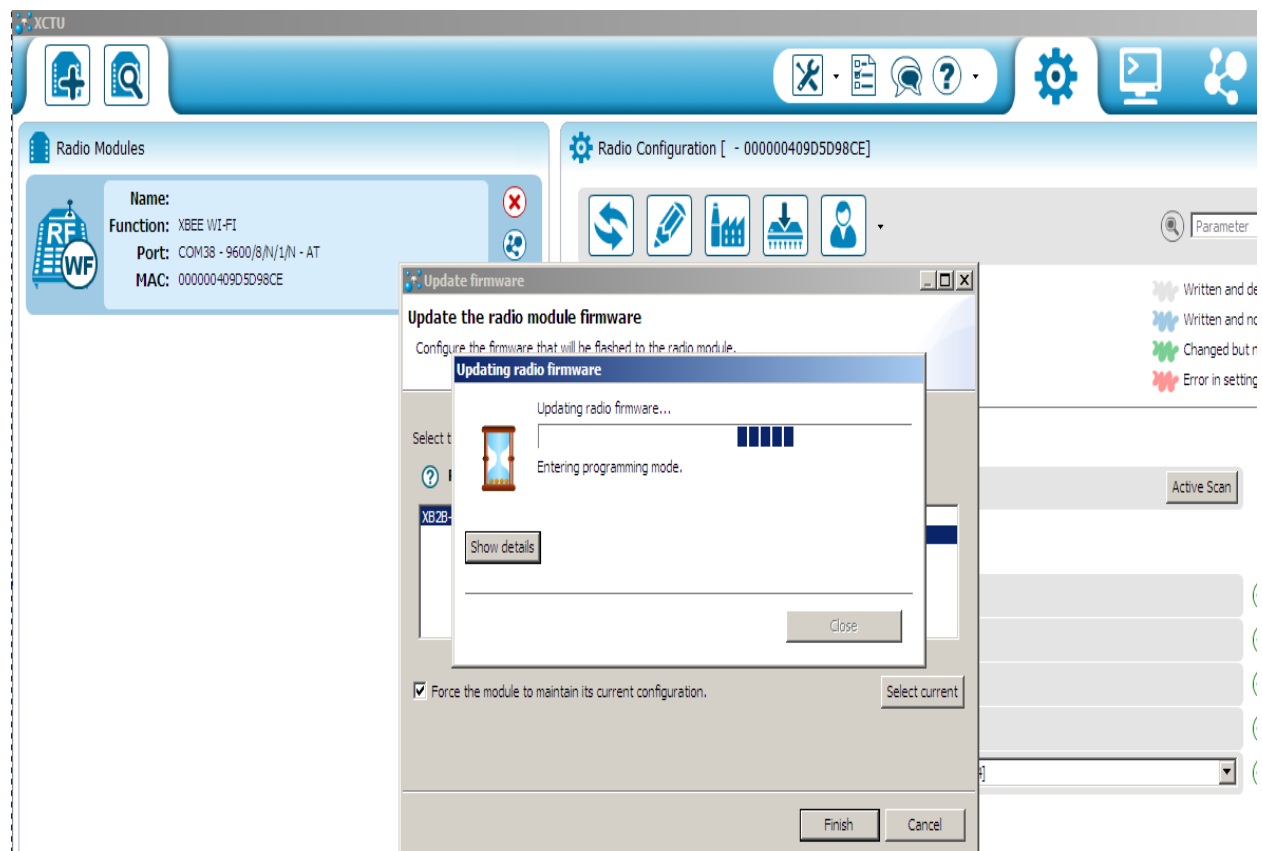 XCTU
Radio Modules
Name:
Function: XBEE WI-FI
Port: COM38 - 9600/8/N/1/N - AT
MAC: 000000409D5D98CE
RF
WF
Radio Configuration [ - 000000409D5D98CE]
Parameter
Written and de
Written and no
Changed but n
Error in setting
Update firmware
Update the radio module firmware
Configure the firmware that will be flashed to the radio module.
Updating radio firmware
Updating radio firmware...
Entering programming mode.
Select t
XB2B-
Show details
Close
Active Scan
Force the module to maintain its current configuration.
Select current
Finish
Cancel